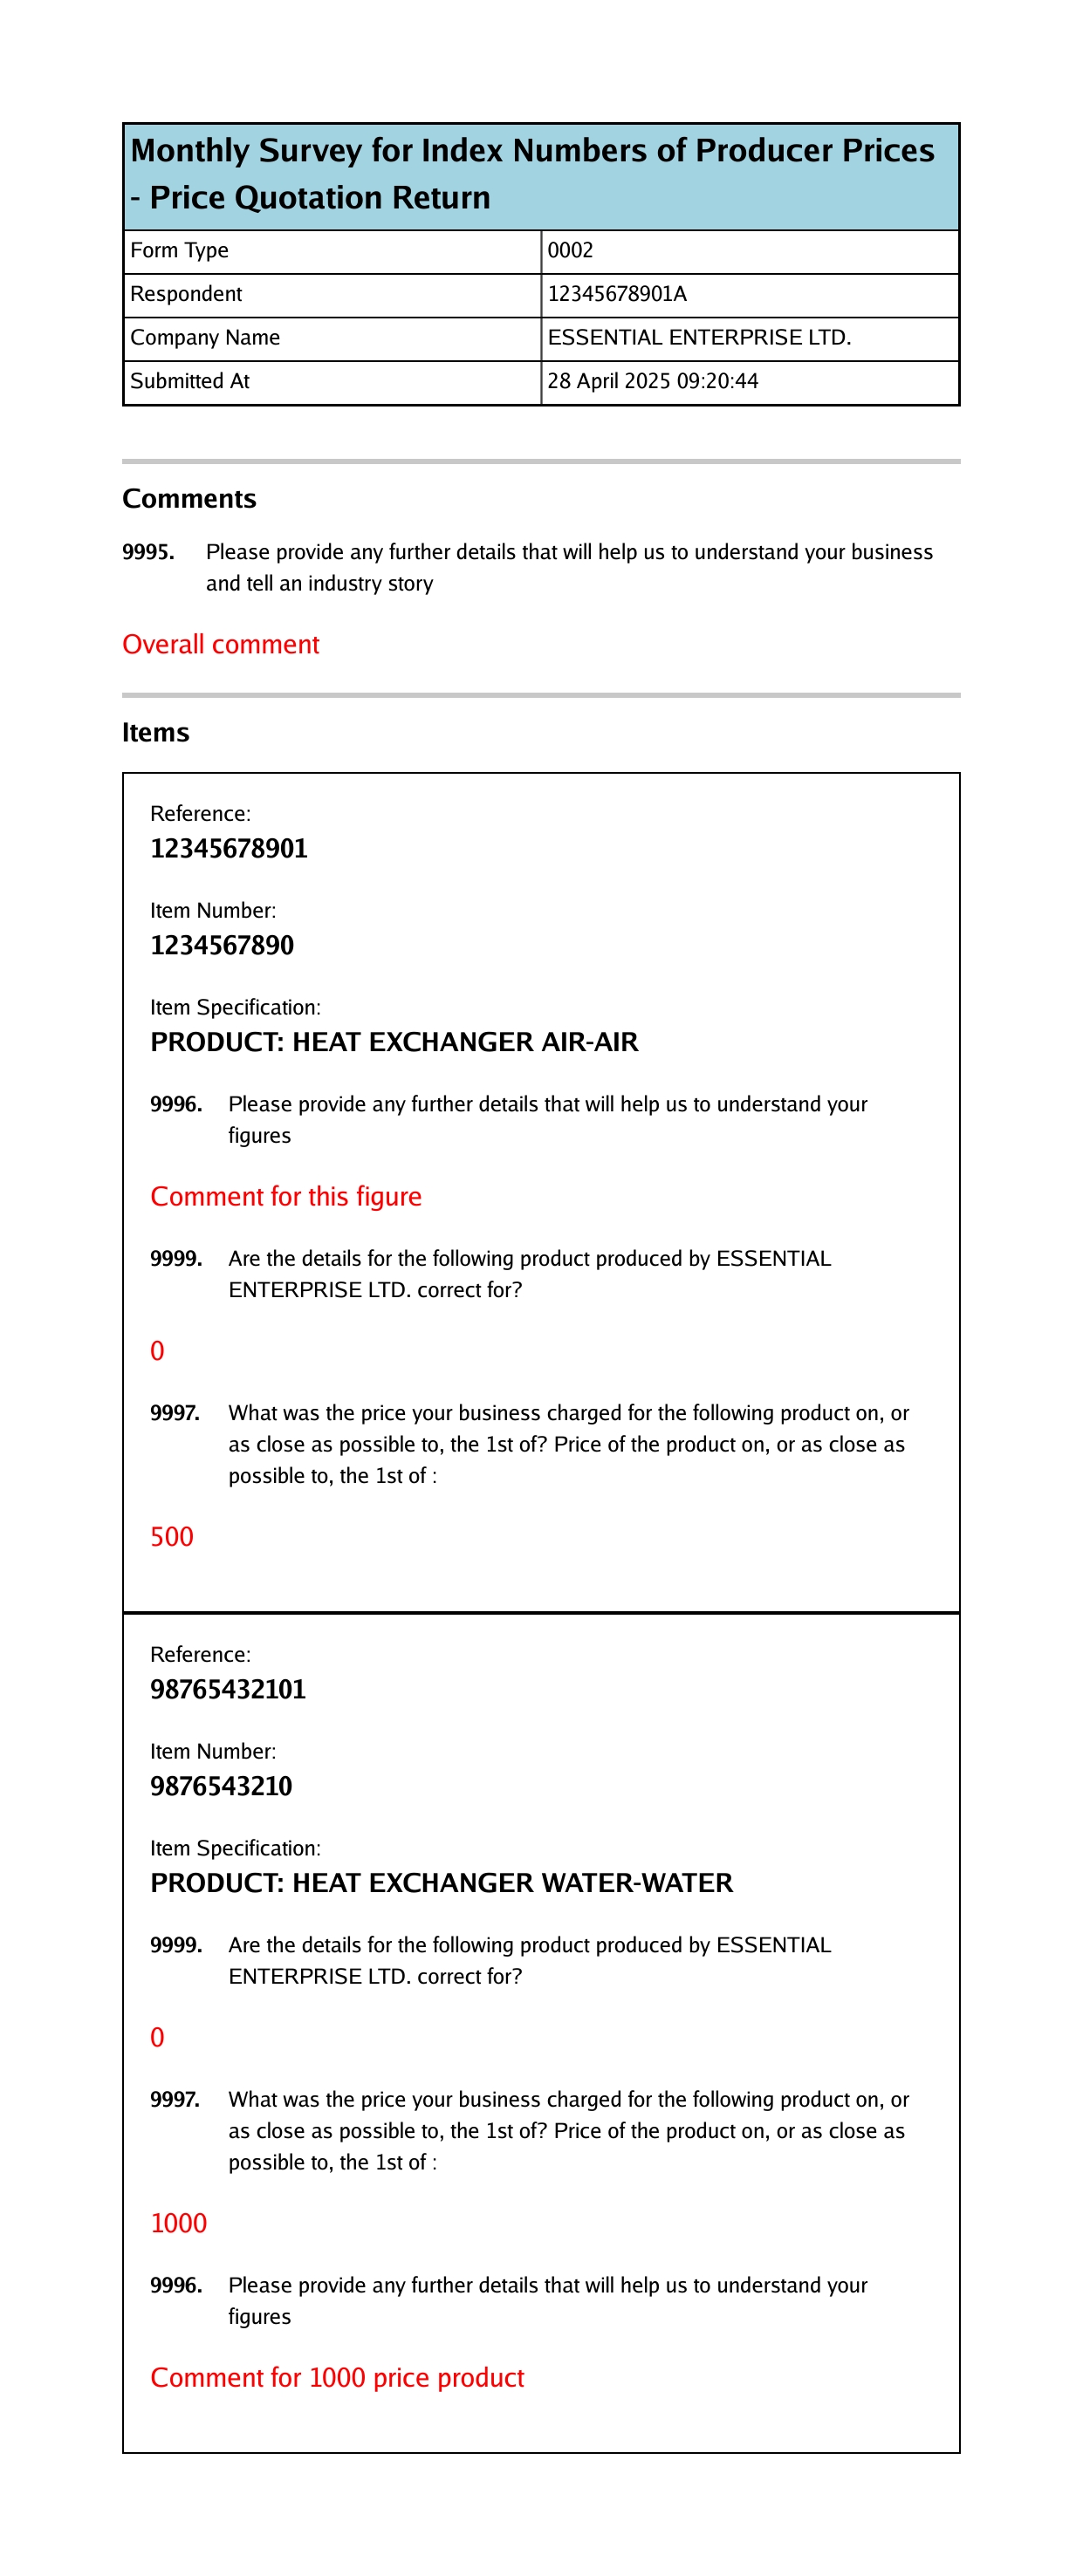 Monthly Survey for Index Numbers of Producer Prices
- Price Quotation Return
Form Type 0002
Respondent 12345678901A
Company Name ESSENTIAL ENTERPRISE LTD.
Submitted At 28 April 2025 09:20:44
Comments
9995. Please provide any further details that will help us to understand your business
and tell an industry story
Overall comment
Items
Reference:
12345678901
Item Number:
1234567890
Item Specification:
PRODUCT: HEAT EXCHANGER AIR-AIR
9996. Please provide any further details that will help us to understand your
figures
Comment for this figure
9999. Are the details for the following product produced by ESSENTIAL
ENTERPRISE LTD. correct for?
0
9997. What was the price your business charged for the following product on, or
as close as possible to, the 1st of? Price of the product on, or as close as
possible to, the 1st of :
500
Reference:
98765432101
Item Number:
9876543210
Item Specification:
PRODUCT: HEAT EXCHANGER WATER-WATER
9999. Are the details for the following product produced by ESSENTIAL
ENTERPRISE LTD. correct for?
0
9997. What was the price your business charged for the following product on, or
as close as possible to, the 1st of? Price of the product on, or as close as
possible to, the 1st of :
1000
9996. Please provide any further details that will help us to understand your
figures
Comment for 1000 price product